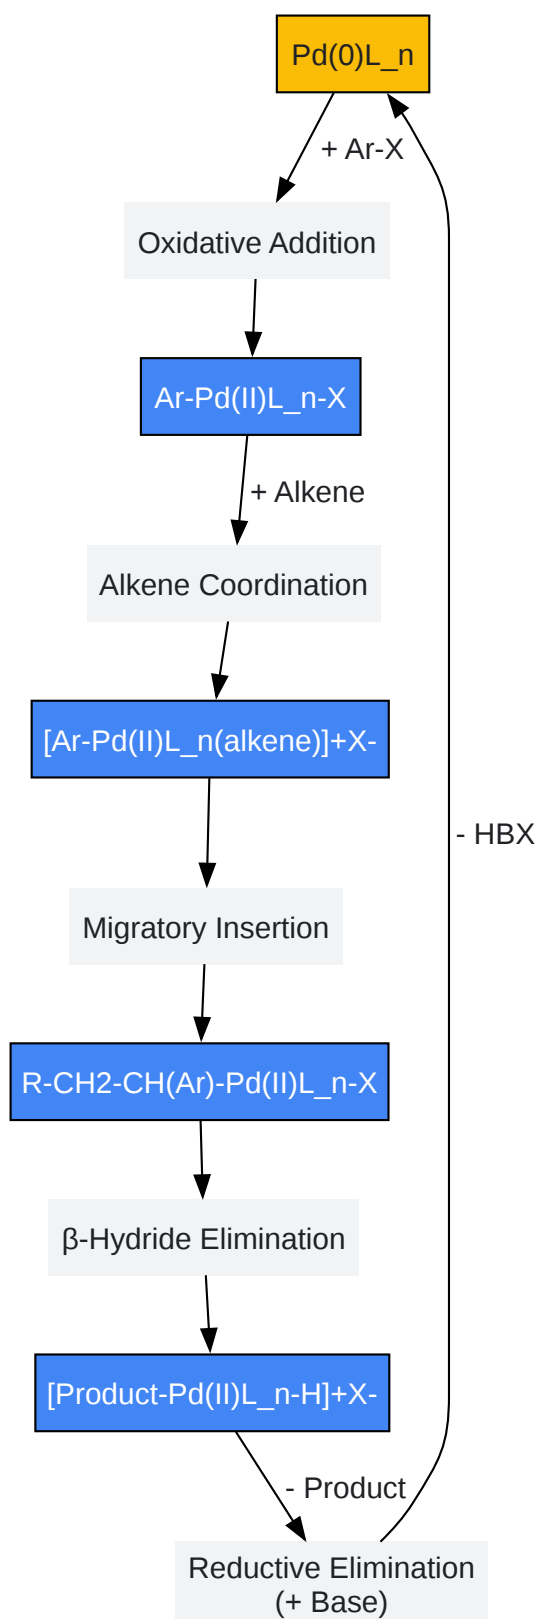 Pd(0)L_n
+ Ar-X
Oxidative Addition
Ar-Pd(II)L_n-X
+ Alkene
Alkene Coordination
[Ar-Pd(II)L_n(alkene)]+X-
- HBX
Migratory Insertion
R-CH2-CH(Ar)-Pd(II)L_n-X
β-Hydride Elimination
[Product-Pd(II)L_n-H]+X-
- Product
Reductive Elimination
(+ Base)